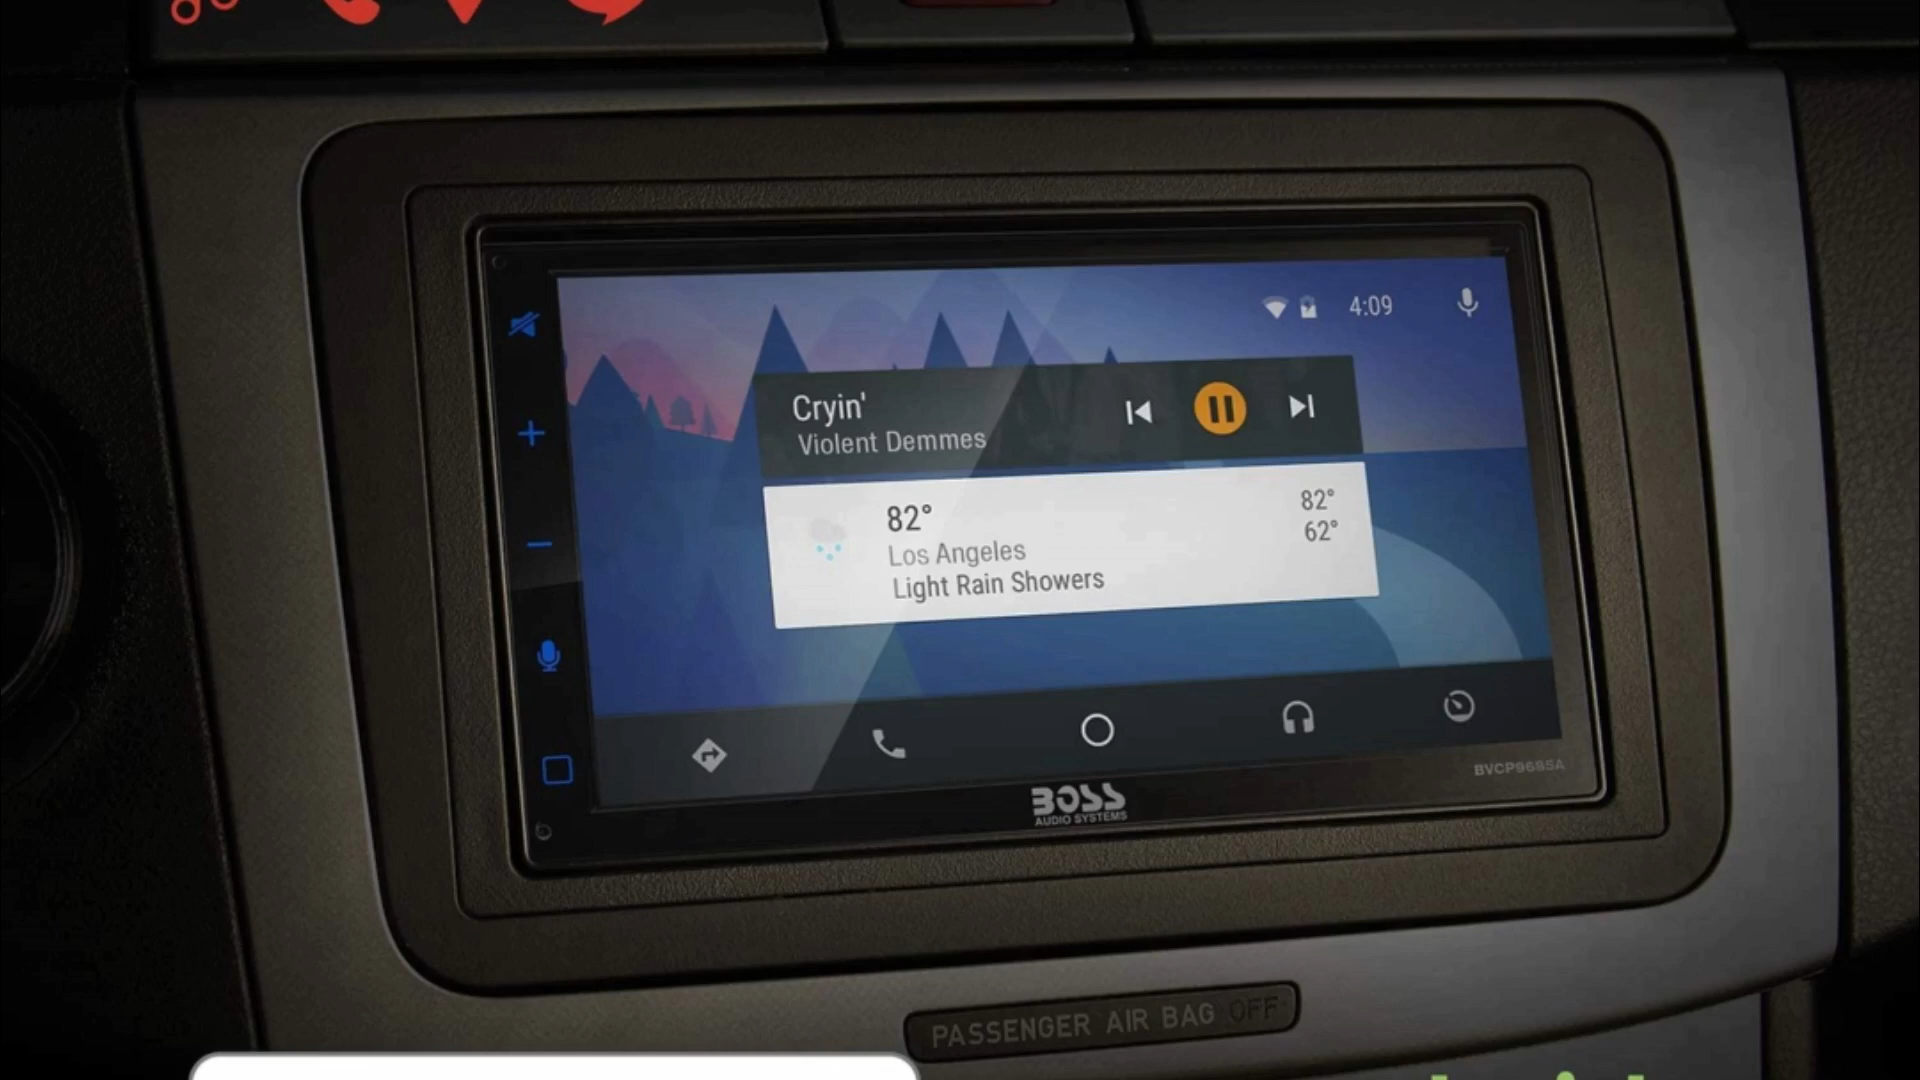 4:09
Cryin'
Violent Demmes
82°
82°
62°
Los Angeles
Light Rain Showers
BVCP9685A
BOSS
AUDIO SYSTEMS
PASSENGER AIR BAG OFF